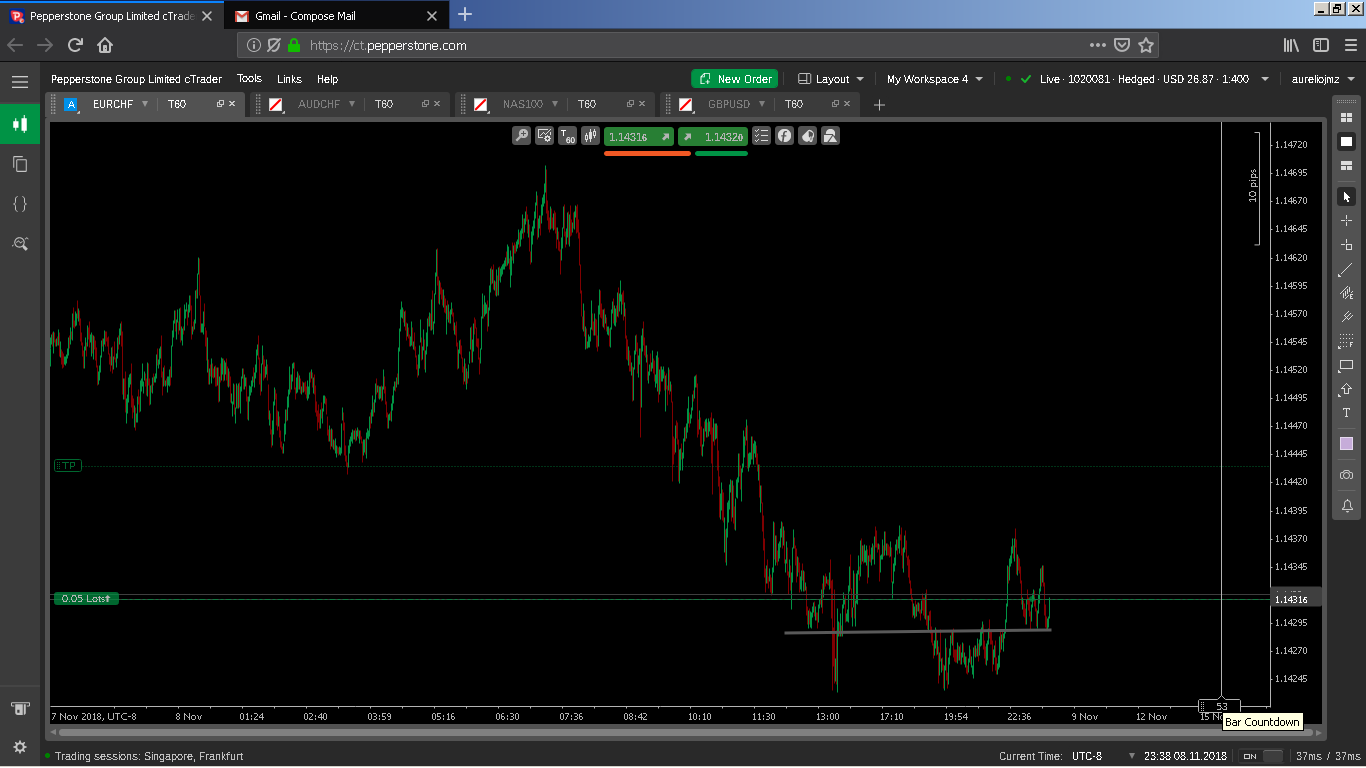 Pepperstone Group Limited cTrade
Gmail - Compose Mail
https://ct.pepperstone.com
Pepperstone Group Limited cTrader Tools Links Help New Order Layout My Workspace 4 Live · 1020081 · Hedged · USD 26.87 · 1:400 aureliojmz
A EURCHF T60 AUDCHF T60 NAS100 T60 GBPUSD T60
T60 1.14316 1.14320
10 pips
1.14720
1.14695
1.14670
1.14645
1.14620
1.14595
1.14570
1.14545
1.14520
1.14495
1.14470
TP
1.14445
1.14420
1.14395
1.14370
1.14345
0.05 Lots
1.14316
1.14295
1.14270
1.14245
53
7 Nov 2018, UTC-8 8 Nov 01:24 02:40 03:59 05:16 06:30 07:36 08:42 10:10 11:30 13:00 17:10 19:54 22:36 9 Nov 12 Nov 15 No
Bar Countdown
Trading sessions: Singapore, Frankfurt Current Time: UTC-8 23:38 08.11.2018 ON 37ms / 37ms